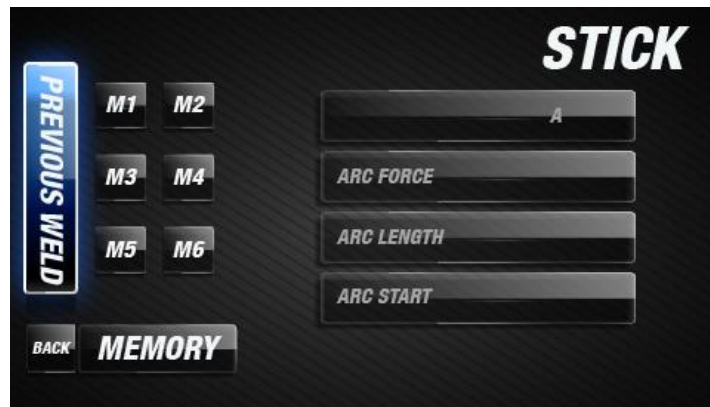 STICK
PREVIOUS WELD
M1 M2
M3 M4
M5 M6
A
ARC FORCE
ARC LENGTH
ARC START
BACK
MEMORY